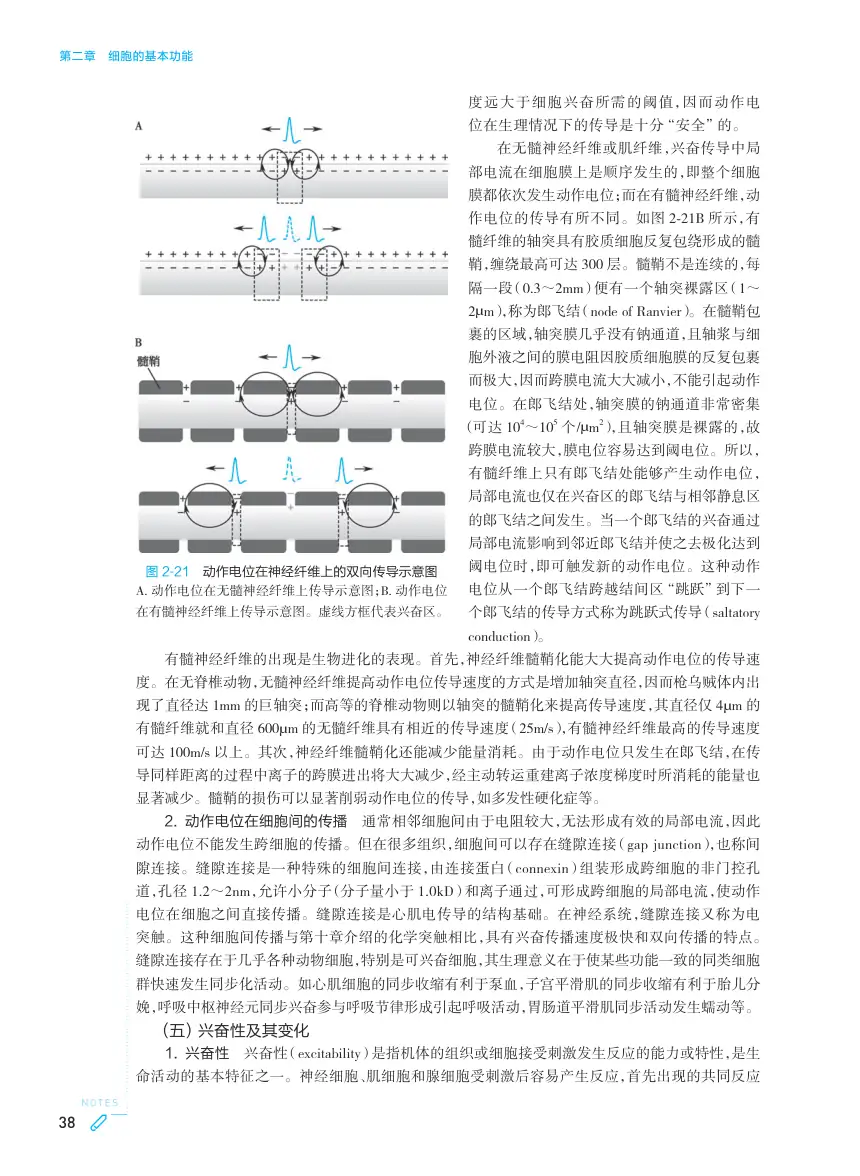 第二章　细胞的基本功能
A
+ + + + + + + + + + + + + + + + + + + + + +
B
髓鞘
图 2-21　动作电位在神经纤维上的双向传导示意图
A. 动作电位在无髓神经纤维上传导示意图；B. 动作电位
在有髓神经纤维上传导示意图。虚线方框代表兴奋区。
度远大于细胞兴奋所需的阈值，因而动作电
位在生理情况下的传导是十分“安全”的。
在无髓神经纤维或肌纤维，兴奋传导中局
部电流在细胞膜上是顺序发生的，即整个细胞
膜都依次发生动作电位；而在有髓神经纤维，动
作电位的传导有所不同。如图 2-21B 所示，有
髓纤维的轴突具有胶质细胞反复包绕形成的髓
鞘，缠绕最高可达 300 层。髓鞘不是连续的，每
隔一段（0.3～2mm）便有一个轴突裸露区（1～
2μm），称为郎飞结（node of Ranvier）。在髓鞘包
裹的区域，轴突膜几乎没有钠通道，且轴浆与细
胞外液之间的膜电阻因胶质细胞膜的反复包裹
而极大，因而跨膜电流大大减小，不能引起动作
电位。在郎飞结处，轴突膜的钠通道非常密集
（可达 10⁴～10⁵ 个/μm²），且轴突膜是裸露的，故
跨膜电流较大，膜电位容易达到阈电位。所以，
有髓纤维上只有郎飞结处能够产生动作电位，
局部电流也仅在兴奋区的郎飞结与相邻静息区
的郎飞结之间发生。当一个郎飞结的兴奋通过
局部电流影响到邻近郎飞结并使之去极化达到
阈电位时，即可触发新的动作电位。这种动作
电位从一个郎飞结跨越结间区“跳跃”到下一
个郎飞结的传导方式称为跳跃式传导（saltatory
conduction）。
有髓神经纤维的出现是生物进化的表现。首先，神经纤维髓鞘化能大大提高动作电位的传导速
度。在无脊椎动物，无髓神经纤维提高动作电位传导速度的方式是增加轴突直径，因而枪乌贼体内出
现了直径达 1mm 的巨轴突；而高等的脊椎动物则以轴突的髓鞘化来提高传导速度，其直径仅 4μm 的
有髓纤维就和直径 600μm 的无髓纤维具有相近的传导速度（25m/s），有髓神经纤维最高的传导速度
可达 100m/s 以上。其次，神经纤维髓鞘化还能减少能量消耗。由于动作电位只发生在郎飞结，在传
导同样距离的过程中离子的跨膜进出将大大减少，经主动转运重建离子浓度梯度时所消耗的能量也
显著减少。髓鞘的损伤可以显著削弱动作电位的传导，如多发性硬化症等。
2. 动作电位在细胞间的传播　通常相邻细胞间由于电阻较大，无法形成有效的局部电流，因此
动作电位不能发生跨细胞的传播。但在很多组织，细胞间可以存在缝隙连接（gap junction），也称间
隙连接。缝隙连接是一种特殊的细胞间连接，由连接蛋白（connexin）组装形成跨细胞的非门控孔
道，孔径 1.2～2nm，允许小分子（分子量小于 1.0kD）和离子通过，可形成跨细胞的局部电流，使动作
电位在细胞之间直接传播。缝隙连接是心肌电传导的结构基础。在神经系统，缝隙连接又称为电
突触。这种细胞间传播与第十章介绍的化学突触相比，具有兴奋传播速度极快和双向传播的特点。
缝隙连接存在于几乎各种动物细胞，特别是可兴奋细胞，其生理意义在于使某些功能一致的同类细胞
群快速发生同步化活动。如心肌细胞的同步收缩有利于泵血，子宫平滑肌的同步收缩有利于胎儿分
娩，呼吸中枢神经元同步兴奋参与呼吸节律形成引起呼吸活动，胃肠道平滑肌同步活动发生蠕动等。
（五）兴奋性及其变化
1. 兴奋性　兴奋性（excitability）是指机体的组织或细胞接受刺激发生反应的能力或特性，是生
命活动的基本特征之一。神经细胞、肌细胞和腺细胞受刺激后容易产生反应，首先出现的共同反应
NOTES
38